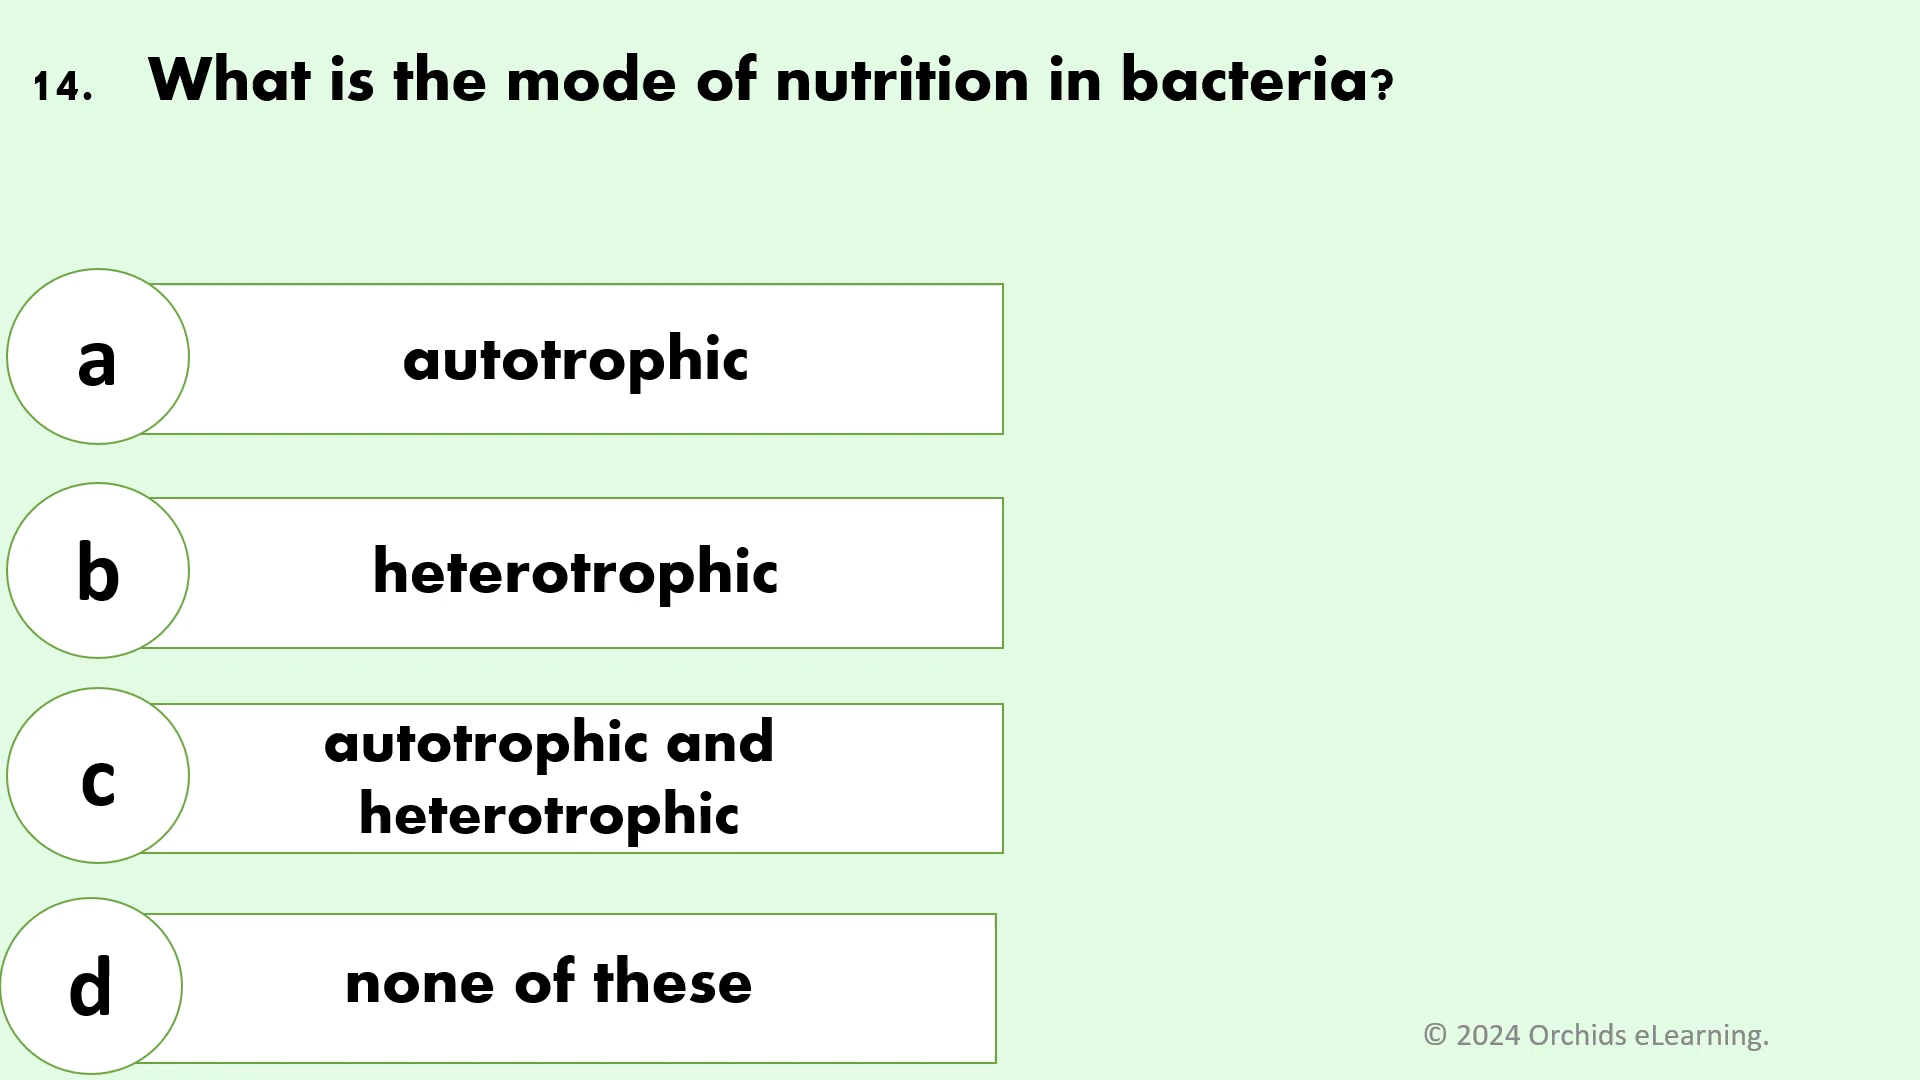 14. What is the mode of nutrition in bacteria?
a autotrophic
b heterotrophic
c autotrophic and
heterotrophic
d none of these
© 2024 Orchids eLearning.